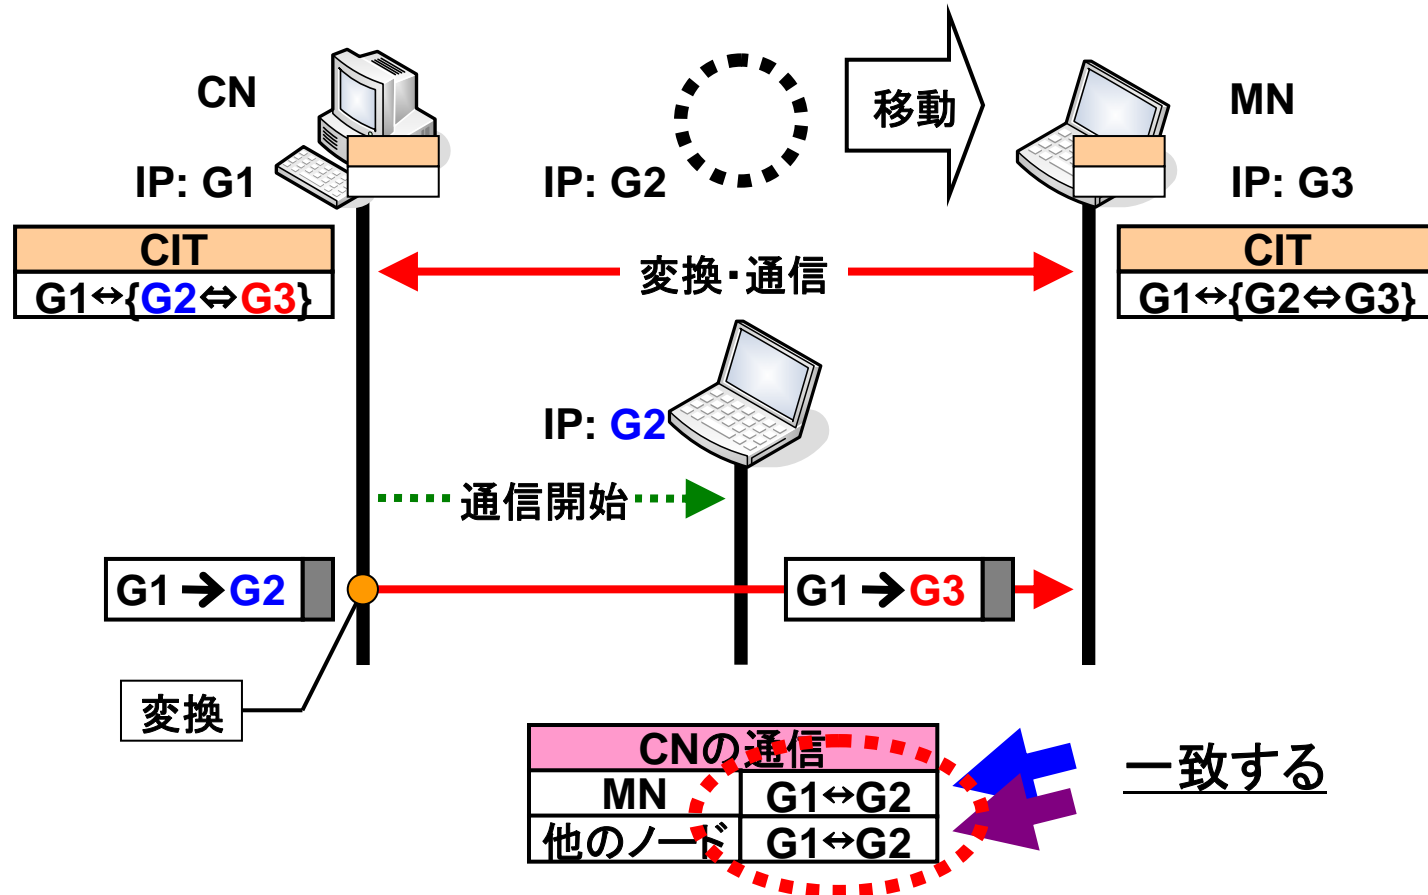 CN
移動
MN
IP: G1
IP: G2
IP: G3
CIT
G1↔{G2⇔G3}
変換・通信
CIT
G1↔{G2⇔G3}
IP: G2
通信開始
G1➔G2
G1➔G3
変換
CNの通信
MN G1↔G2
他のノード G1↔G2
一致する